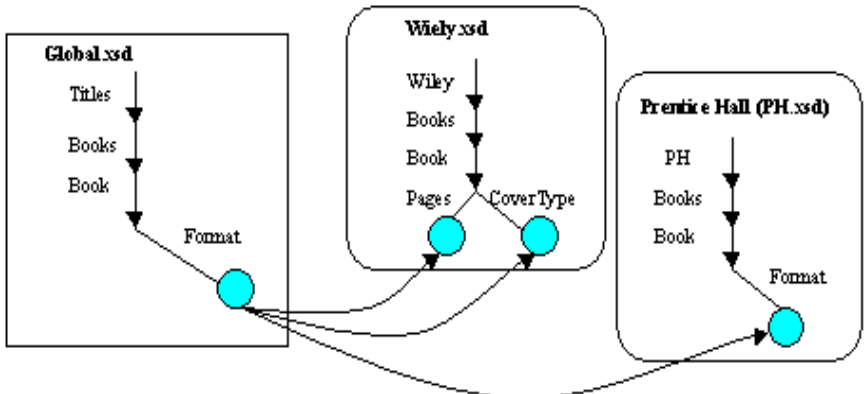 Global.xsd
Titles
Books
Book
Format
Wiely.xsd
Wiley
Books
Book
Pages CoverType
Prentice Hall (PH.xsd)
PH
Books
Book
Format